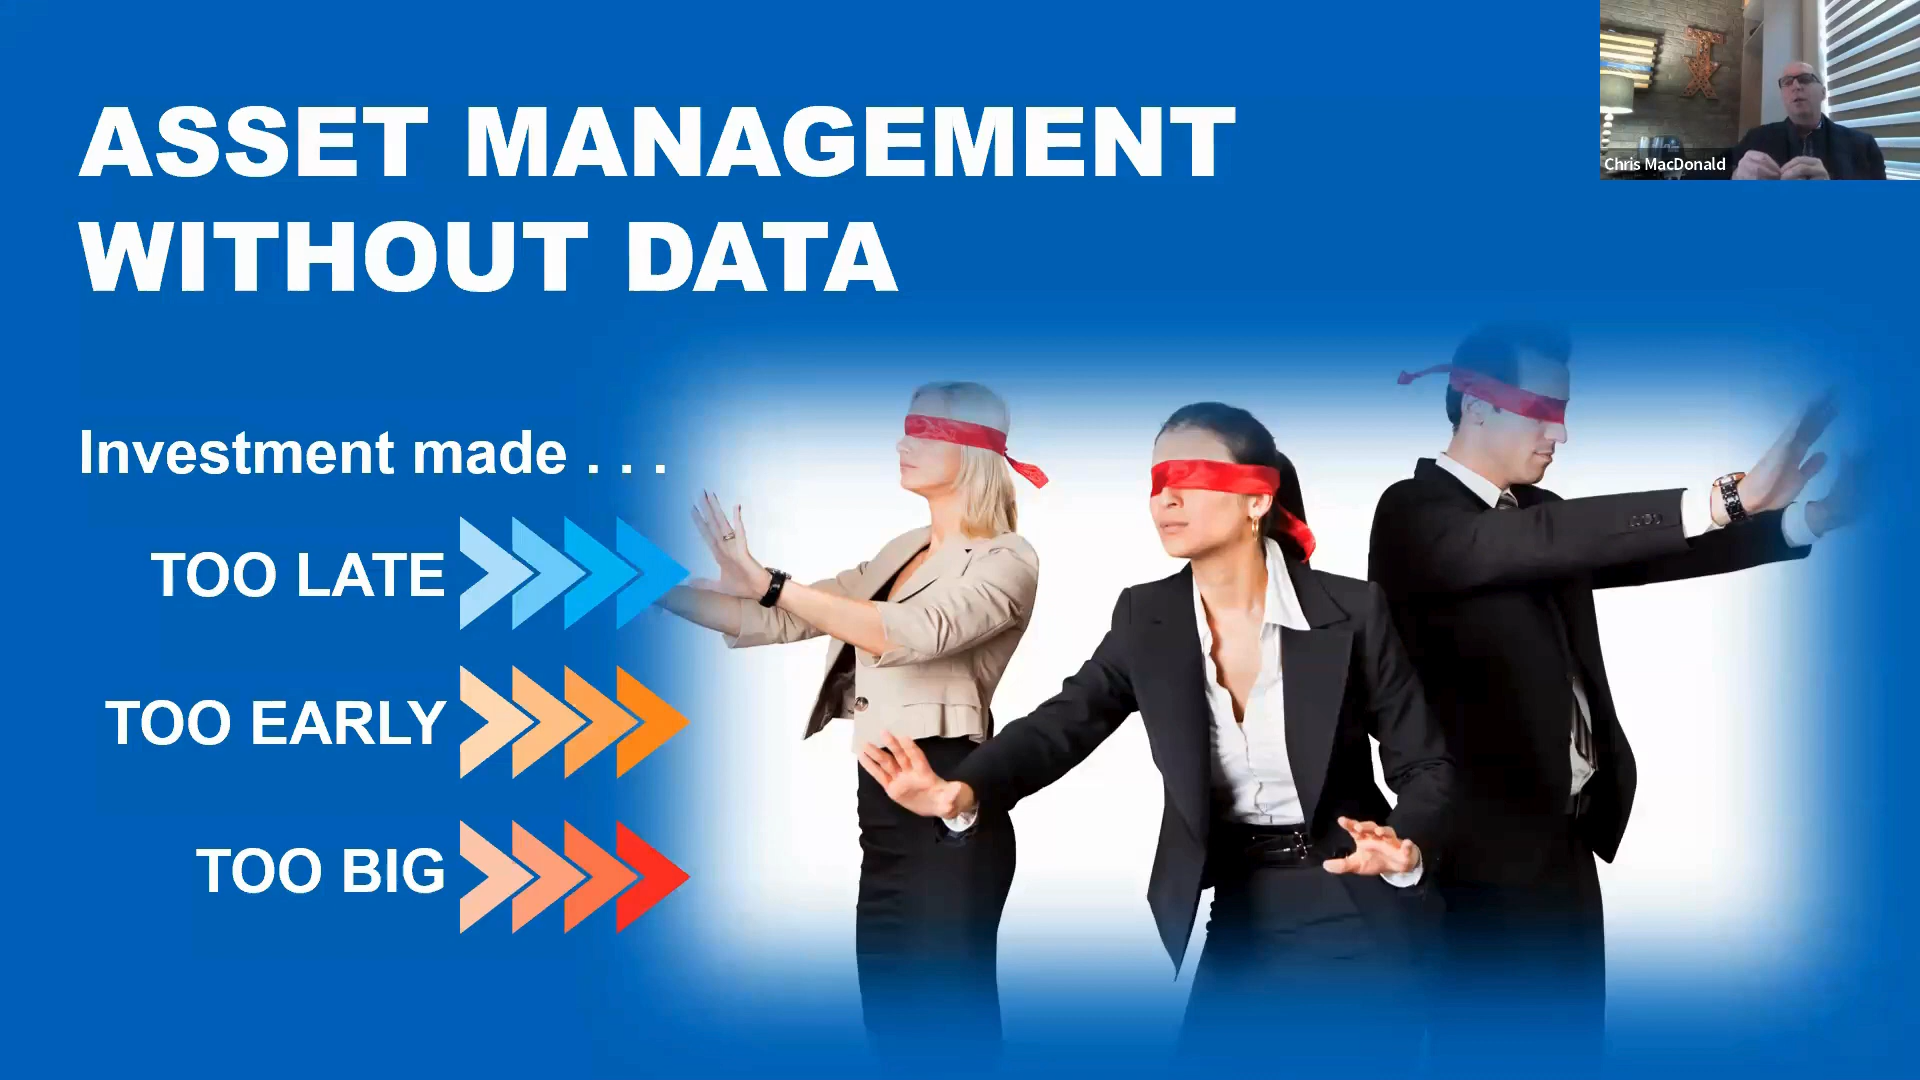 ASSET MANAGEMENT
WITHOUT DATA
Investment made . . .
TOO LATE
TOO EARLY
TOO BIG
Chris MacDonald